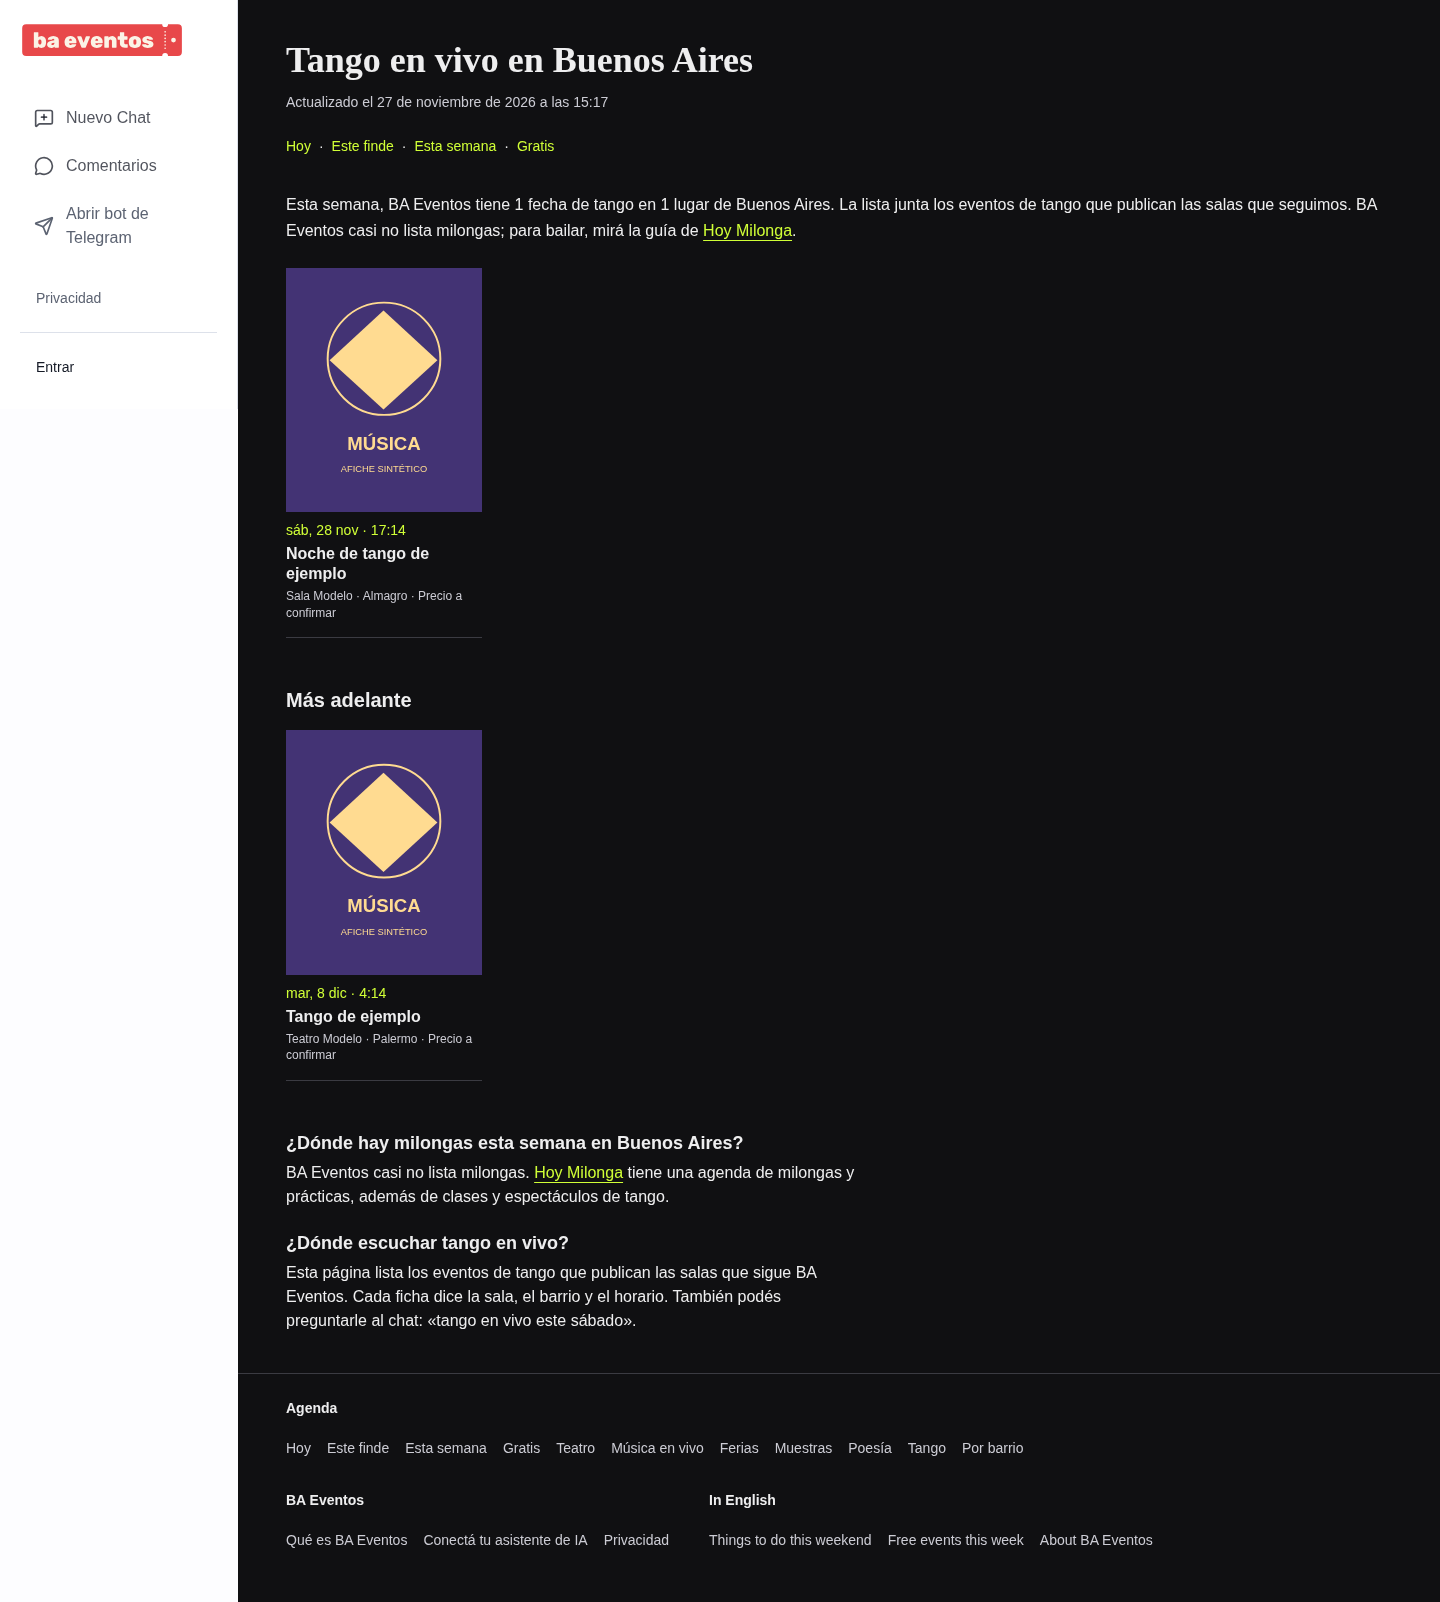 ba eventos
Nuevo Chat
Comentarios
Abrir bot de
Telegram
Privacidad
Entrar
Tango en vivo en Buenos Aires
Actualizado el 27 de noviembre de 2026 a las 15:17
Hoy · Este finde · Esta semana · Gratis
Esta semana, BA Eventos tiene 1 fecha de tango en 1 lugar de Buenos Aires. La lista junta los eventos de tango que publican las salas que seguimos. BA
Eventos casi no lista milongas; para bailar, mirá la guía de Hoy Milonga.
MÚSICA
AFICHE SINTÉTICO
sáb, 28 nov · 17:14
Noche de tango de
ejemplo
Sala Modelo · Almagro · Precio a
confirmar
Más adelante
MÚSICA
AFICHE SINTÉTICO
mar, 8 dic · 4:14
Tango de ejemplo
Teatro Modelo · Palermo · Precio a
confirmar
¿Dónde hay milongas esta semana en Buenos Aires?
BA Eventos casi no lista milongas. Hoy Milonga tiene una agenda de milongas y
prácticas, además de clases y espectáculos de tango.
¿Dónde escuchar tango en vivo?
Esta página lista los eventos de tango que publican las salas que sigue BA
Eventos. Cada ficha dice la sala, el barrio y el horario. También podés
preguntarle al chat: «tango en vivo este sábado».
Agenda
Hoy Este finde Esta semana Gratis Teatro Música en vivo Ferias Muestras Poesía Tango Por barrio
BA Eventos
Qué es BA Eventos Conectá tu asistente de IA Privacidad
In English
Things to do this weekend Free events this week About BA Eventos